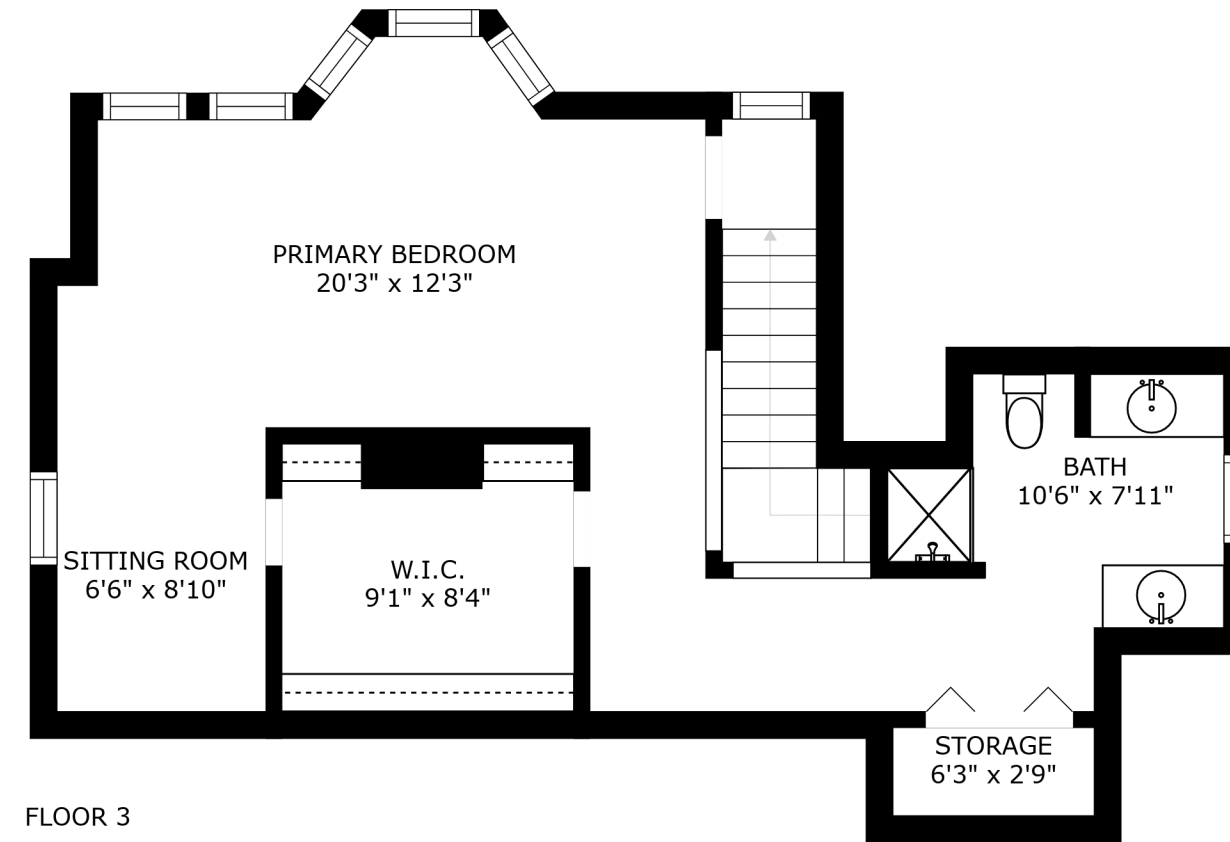 PRIMARY BEDROOM
20'3" x 12'3"
BATH
10'6" x 7'11"
SITTING ROOM
6'6" x 8'10"
W.I.C.
9'1" x 8'4"
STORAGE
6'3" x 2'9"
FLOOR 3